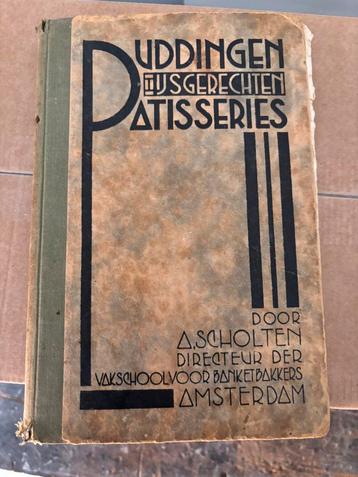 PUDDINGEN
IJSGERECHTEN
PATISSERIES
DOOR
A. SCHOLTEN
DIRECTEUR DER
VAKSCHOOL VOOR BANKETBAKKERS
AMSTERDAM